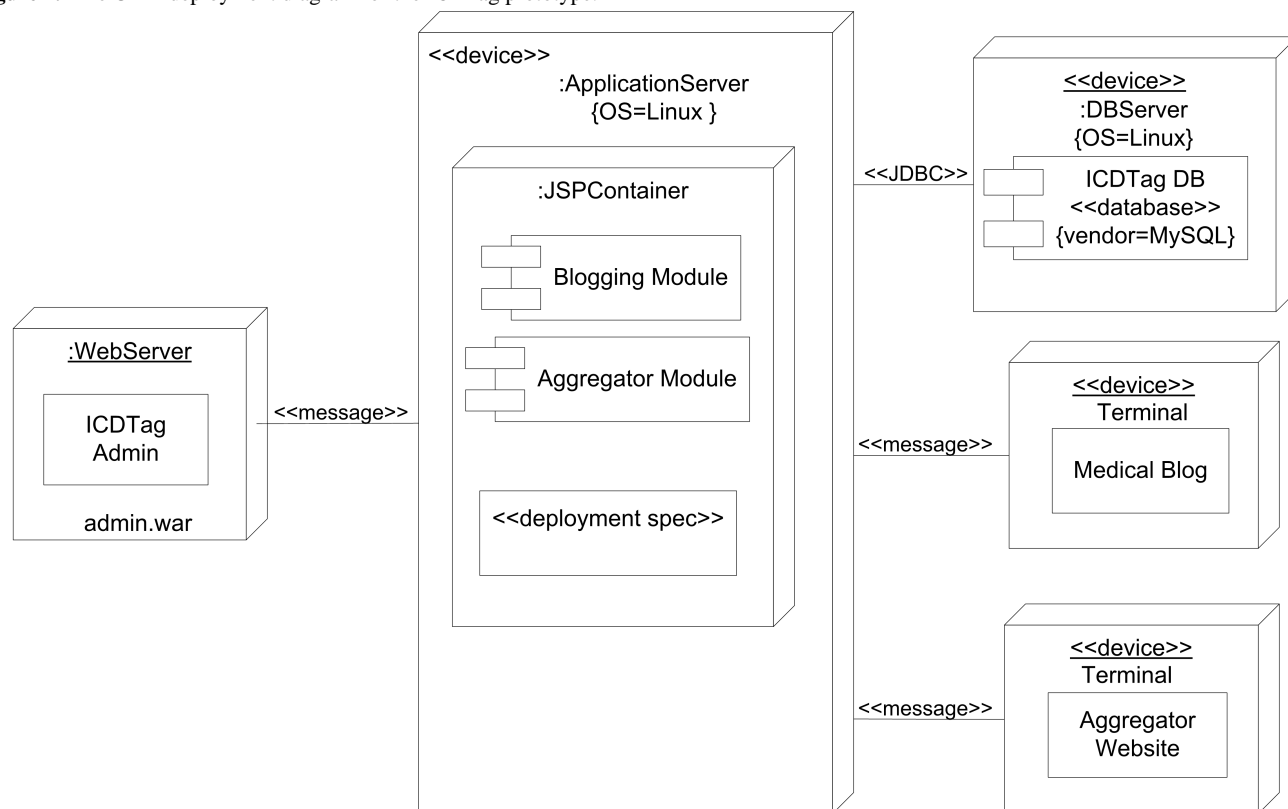 <<device>>
:ApplicationServer
{OS=Linux }
:JSPContainer
Blogging Module
Aggregator Module
<<deployment spec>>
:WebServer
ICDTag
Admin
admin.war
<<message>>
<<JDBC>>
<<device>>
:DBServer
{OS=Linux}
ICDTag DB
<<database>>
{vendor=MySQL}
<<message>>
<<device>>
Terminal
Medical Blog
<<message>>
<<device>>
Terminal
Aggregator
Website